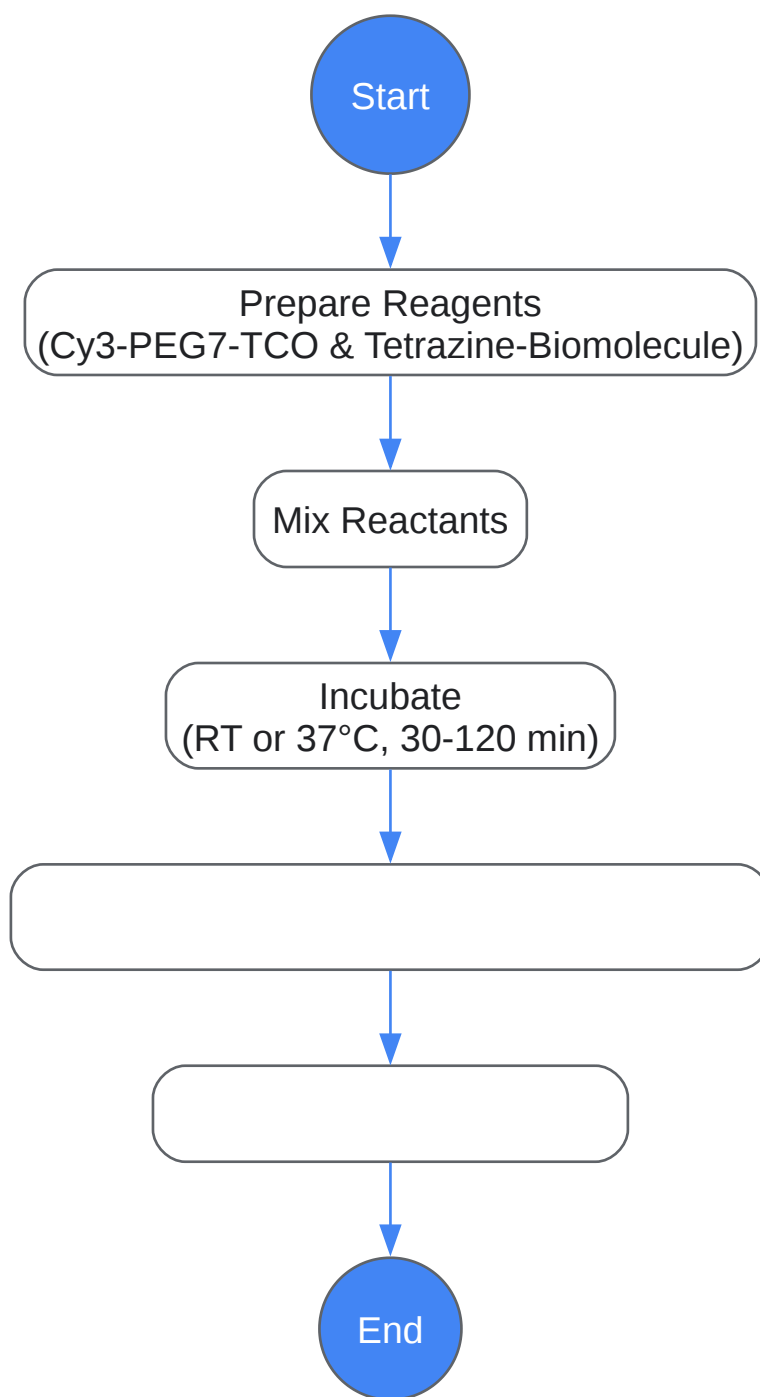 Start
Prepare Reagents
(Cy3-PEG7-TCO & Tetrazine-Biomolecule)
Mix Reactants
Incubate
(RT or 37°C, 30-120 min)
End